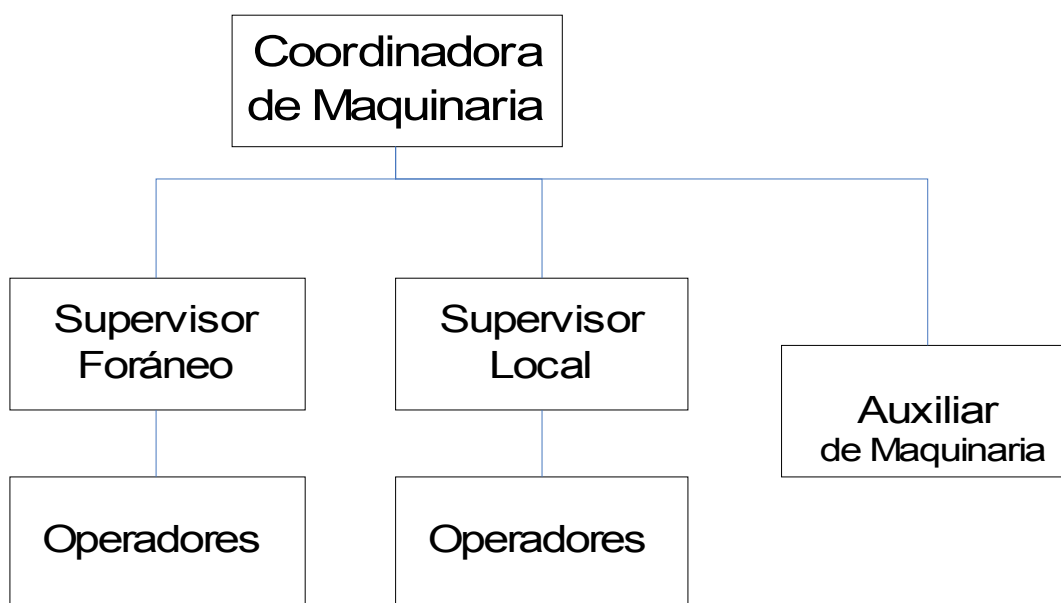 Coordinadora
de Maquinaria
Supervisor
Foráneo
Supervisor
Local
Auxiliar
de Maquinaria
Operadores
Operadores